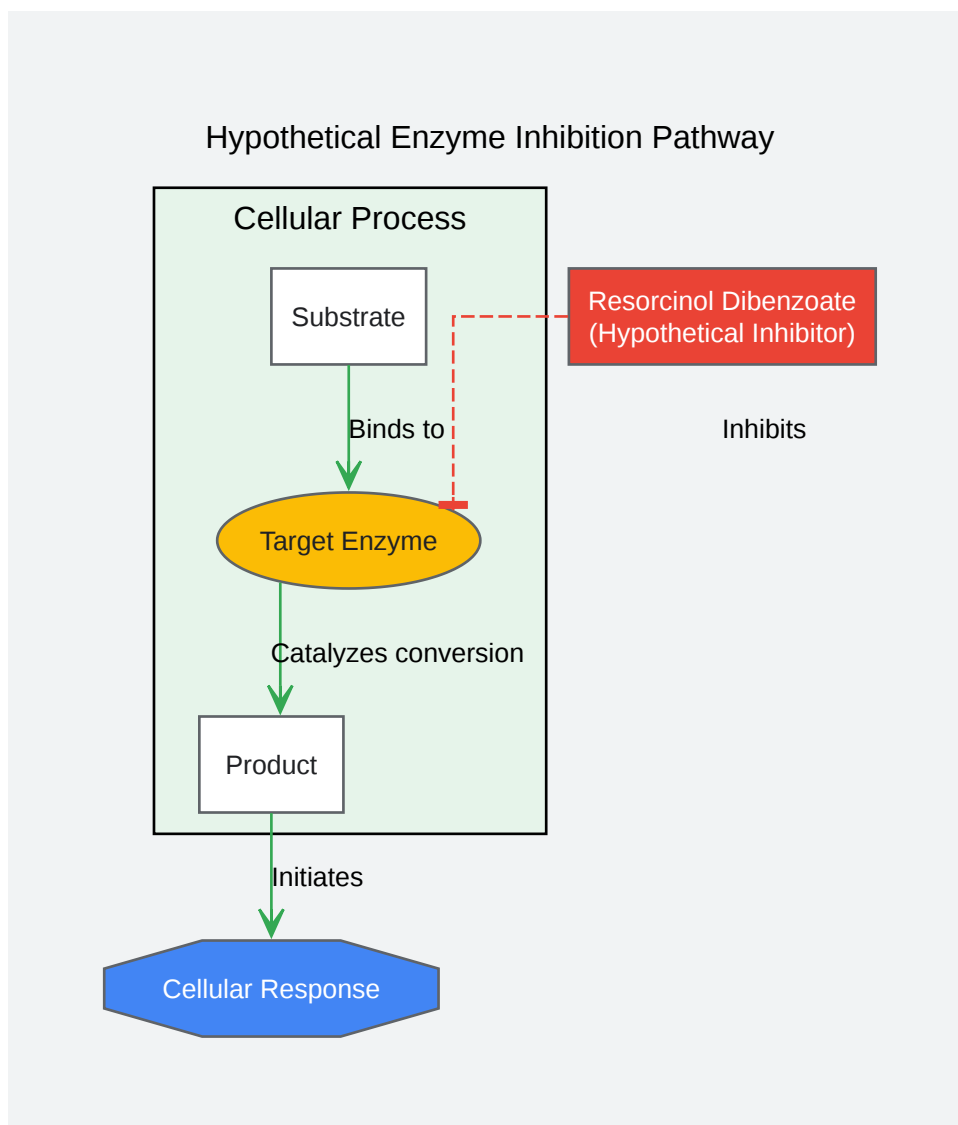 Hypothetical Enzyme Inhibition Pathway
Cellular Process
Substrate
Resorcinol Dibenzoate
(Hypothetical Inhibitor)
Binds to
Inhibits
Target Enzyme
Catalyzes conversion
Product
Initiates
Cellular Response